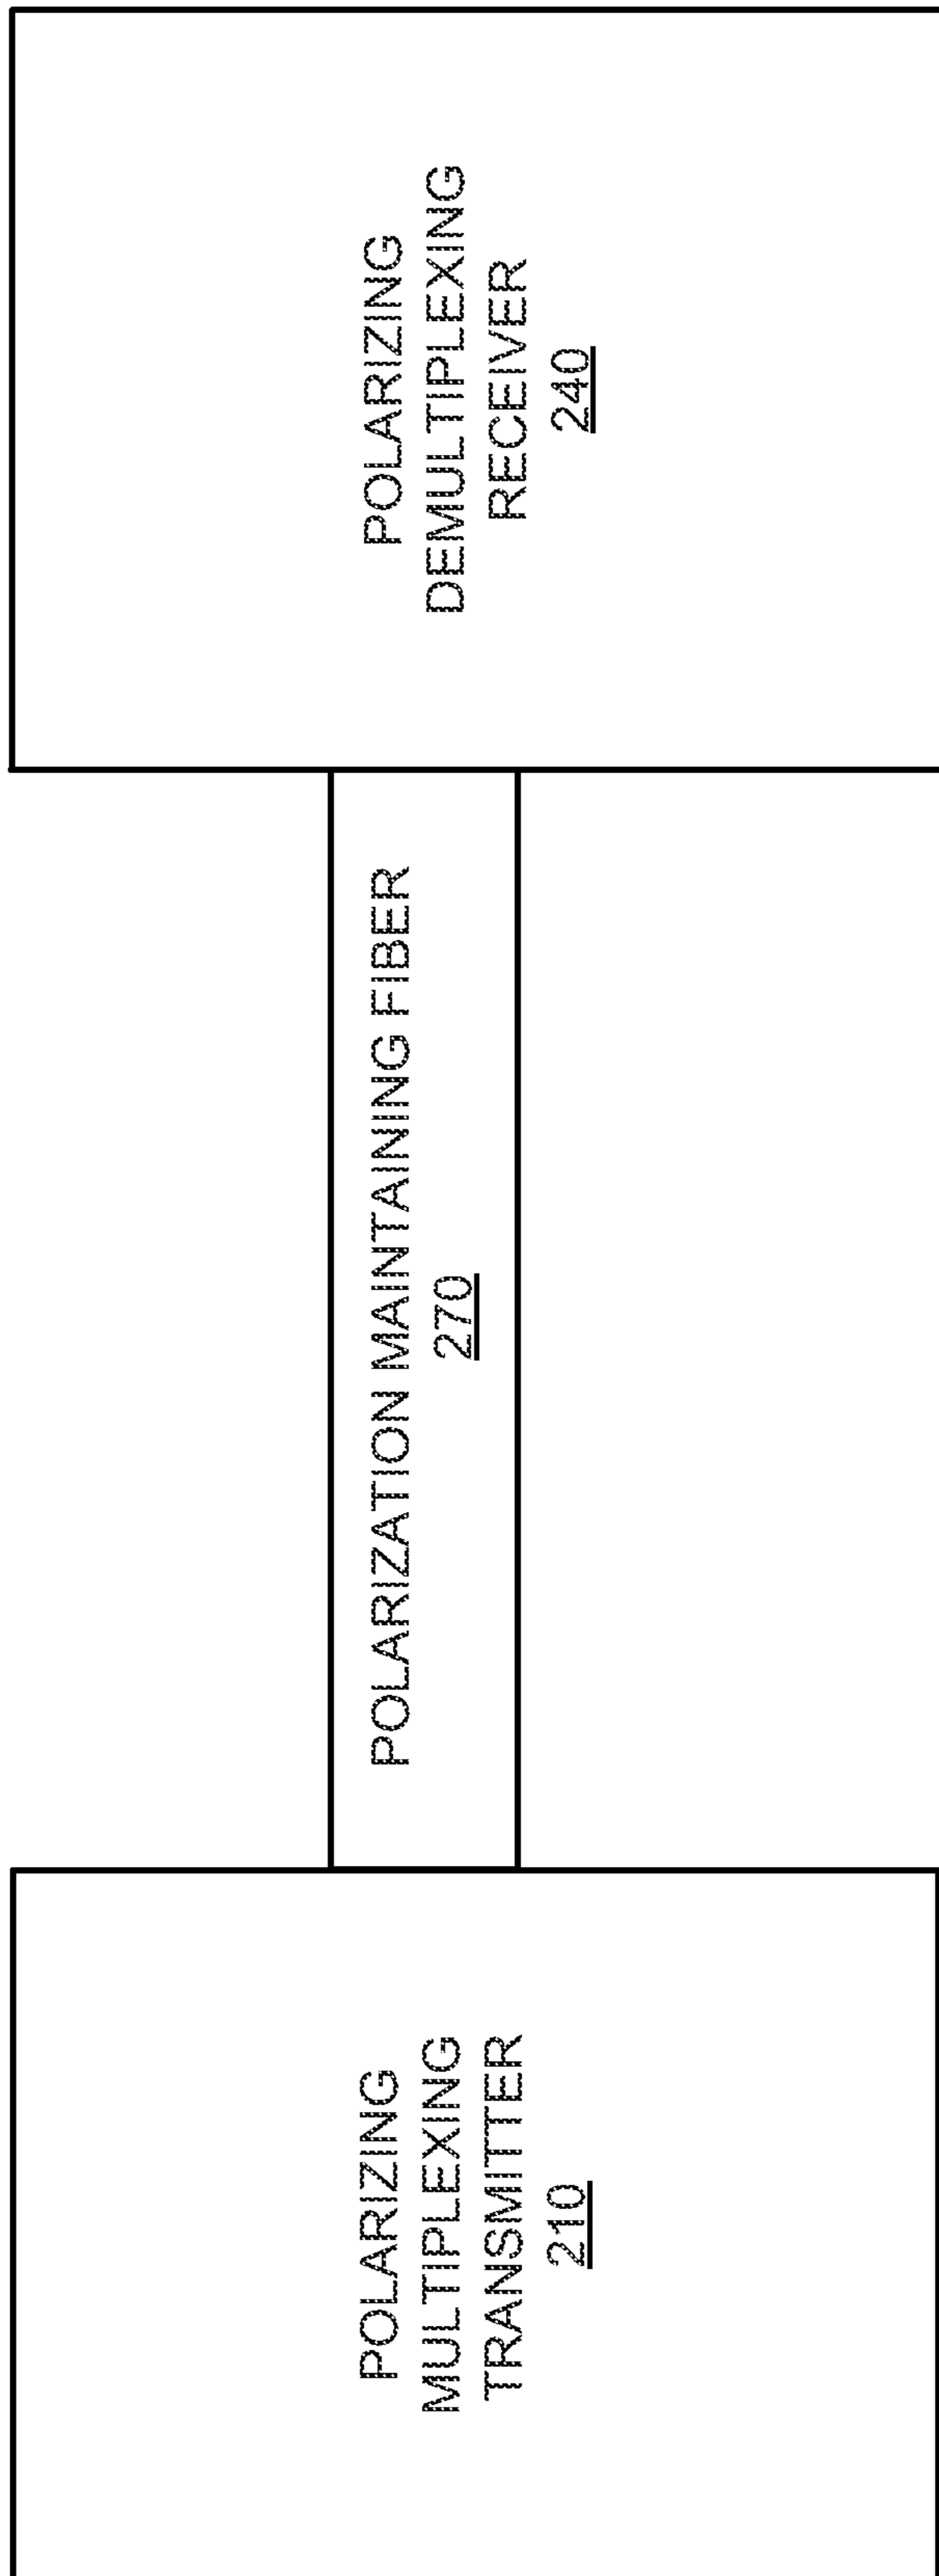 POLARIZING
MULTIPLEXING
TRANSMITTER
210
POLARIZATION MAINTAINING FIBER
270
POLARIZING
DEMULTIPLEXING
RECEIVER
240